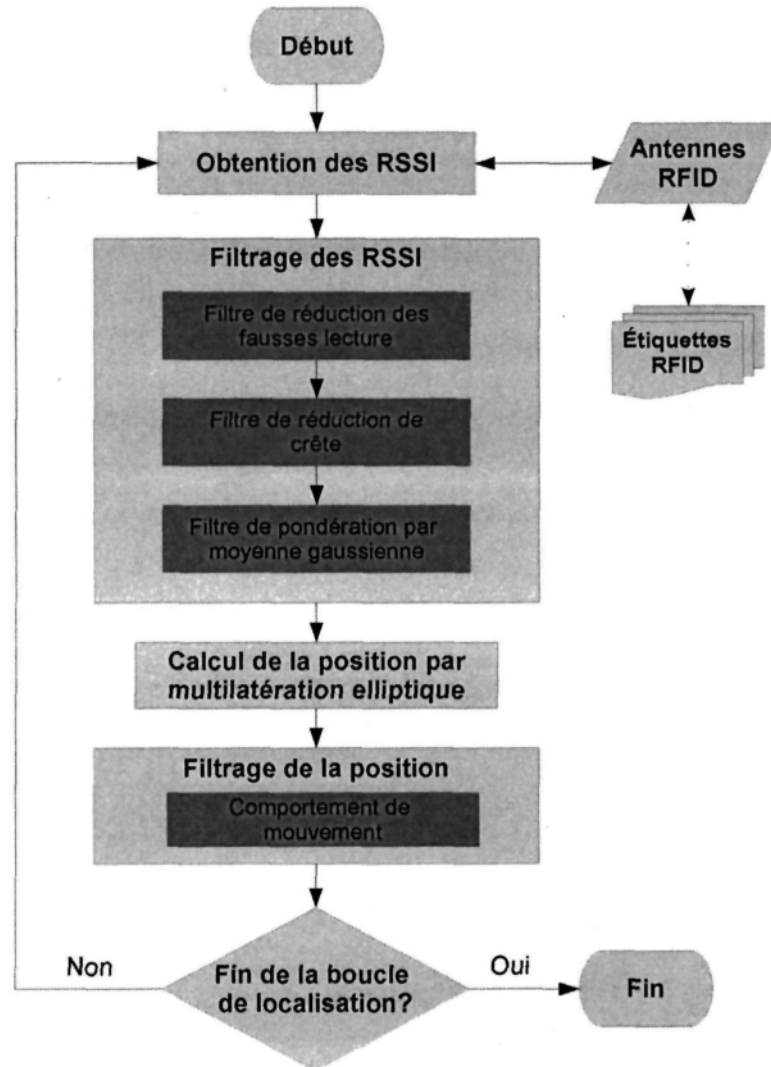 Début
Obtention des RSSI
Antennes
RFID
Étiquettes
RFID
Filtrage des RSSI
Filtre de réduction des
fausses lecture
Filtre de réduction de
crête
Filtre de pondération par
moyenne gaussienne
Calcul de la position par
multilatération elliptique
Filtrage de la position
Comportement de
mouvement
Non
Fin de la boucle
de localisation?
Oui
Fin